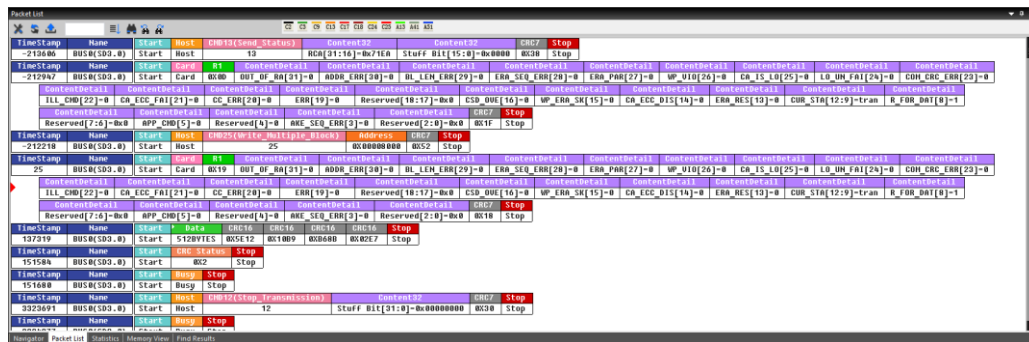 Packet List
C2 C3 C9 C13 C17 C18 C24 C23 A13 A41 A51
TimeStamp Name Start Host CMD13(Send_Status) Content32 Content32 CRC7 Stop
-213606 BUS0(SD3.0) Start Host 13 RCA[31:16]-0x71EA Stuff Bit[15:0]-0x0000 0X38 Stop
TimeStamp Name Start Card R1 ContentDetail ContentDetail ContentDetail ContentDetail ContentDetail ContentDetail ContentDetail ContentDetail ContentDetail
-212947 BUS0(SD3.0) Start Card 0X0D OUT_OF_RA[31]-0 ADDR_ERR[30]-0 BL_LEN_ERR[29]-0 ERA_SEQ_ERR[28]-0 ERA_PAR[27]-0 WP_VIO[26]-0 CA_IS_LO[25]-0 LO_UN_FAI[24]-0 COM_CRC_ERR[23]-0
ContentDetail ContentDetail ContentDetail ContentDetail ContentDetail ContentDetail ContentDetail ContentDetail ContentDetail ContentDetail ContentDetail
ILL_CMD[22]-0 CA_ECC_FAI[21]-0 CC_ERR[20]-0 ERR[19]-0 Reserved[18:17]-0x0 CSD_OVE[16]-0 WP_ERA_SK[15]-0 CA_ECC_DIS[14]-0 ERA_RES[13]-0 CUR_STA[12:9]-tran R_FOR_DAT[8]-1
ContentDetail ContentDetail ContentDetail ContentDetail ContentDetail CRC7 Stop
Reserved[7:6]-0x0 APP_CMD[5]-0 Reserved[4]-0 AKE_SEQ_ERR[3]-0 Reserved[2:0]-0x0 0X1F Stop
TimeStamp Name Start Host CMD25(Write_Multiple_Block) Address CRC7 Stop
-212218 BUS0(SD3.0) Start Host 25 0X00008000 0X52 Stop
TimeStamp Name Start Card R1 ContentDetail ContentDetail ContentDetail ContentDetail ContentDetail ContentDetail ContentDetail ContentDetail ContentDetail
25 BUS0(SD3.0) Start Card 0X19 OUT_OF_RA[31]-0 ADDR_ERR[30]-0 BL_LEN_ERR[29]-0 ERA_SEQ_ERR[28]-0 ERA_PAR[27]-0 WP_VIO[26]-0 CA_IS_LO[25]-0 LO_UN_FAI[24]-0 COM_CRC_ERR[23]-0
ContentDetail ContentDetail ContentDetail ContentDetail ContentDetail ContentDetail ContentDetail ContentDetail ContentDetail ContentDetail ContentDetail
ILL_CMD[22]-0 CA_ECC_FAI[21]-0 CC_ERR[20]-0 ERR[19]-0 Reserved[18:17]-0x0 CSD_OVE[16]-0 WP_ERA_SK[15]-0 CA_ECC_DIS[14]-0 ERA_RES[13]-0 CUR_STA[12:9]-tran R_FOR_DAT[8]-1
ContentDetail ContentDetail ContentDetail ContentDetail ContentDetail CRC7 Stop
Reserved[7:6]-0x0 APP_CMD[5]-0 Reserved[4]-0 AKE_SEQ_ERR[3]-0 Reserved[2:0]-0x0 0X18 Stop
TimeStamp Name Start Data CRC16 CRC16 CRC16 CRC16 Stop
137319 BUS0(SD3.0) Start 512BYTES 0X5E12 0X10B9 0XB68B 0X02E7 Stop
TimeStamp Name Start CRC Status Stop
151584 BUS0(SD3.0) Start 0X2 Stop
TimeStamp Name Start Busy Stop
151680 BUS0(SD3.0) Start Busy Stop
TimeStamp Name Start Host CMD12(Stop_Transmission) Content32 CRC7 Stop
3323691 BUS0(SD3.0) Start Host 12 Stuff Bit[31:0]-0x00000000 0X30 Stop
TimeStamp Name Start Busy Stop
Navigator Packet List Statistics Memory View Find Results